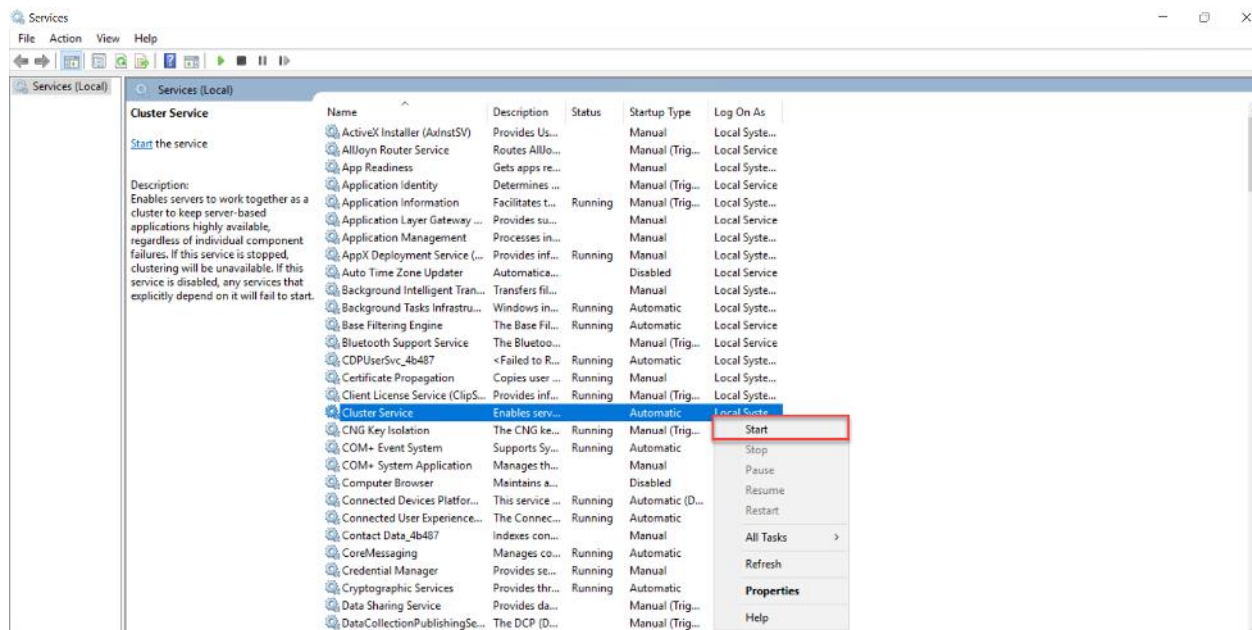 Services
File Action View Help
Services (Local)
Services (Local)
Cluster Service
Start the service
Description:
Enables servers to work together as a
cluster to keep server-based
applications highly available,
regardless of individual component
failures. If this service is stopped,
clustering will be unavailable. If this
service is disabled, any services that
explicitly depend on it will fail to start.
Name Description Status Startup Type Log On As
ActiveX Installer (AxInstSV) Provides Us... Manual Local Syste...
AllJoyn Router Service Routes AllJo... Manual (Trig... Local Service
App Readiness Gets apps re... Manual Local Syste...
Application Identity Determines ... Manual (Trig... Local Service
Application Information Facilitates t... Running Manual (Trig... Local Syste...
Application Layer Gateway ... Provides su... Manual Local Service
Application Management Processes in... Manual Local Syste...
AppX Deployment Service (... Provides inf... Running Manual Local Syste...
Auto Time Zone Updater Automatica... Disabled Local Service
Background Intelligent Tran... Transfers fil... Manual Local Syste...
Background Tasks Infrastru... Windows in... Running Automatic Local Syste...
Base Filtering Engine The Base Fil... Running Automatic Local Service
Bluetooth Support Service The Bluetoo... Manual (Trig... Local Service
CDPUserSvc_4b487 <Failed to R... Running Automatic Local Syste...
Certificate Propagation Copies user ... Running Manual Local Syste...
Client License Service (ClipS... Provides inf... Running Manual (Trig... Local Syste...
Cluster Service Enables serv... Automatic Local Syste...
CNG Key Isolation The CNG ke... Running Manual (Trig...
COM+ Event System Supports Sy... Running Automatic
COM+ System Application Manages th... Manual
Computer Browser Maintains a... Disabled
Connected Devices Platfor... This service ... Running Automatic (D...
Connected User Experience... The Connec... Running Automatic
Contact Data_4b487 Indexes con... Manual
CoreMessaging Manages co... Running Automatic
Credential Manager Provides se... Running Manual
Cryptographic Services Provides thr... Running Automatic
Data Sharing Service Provides da... Manual (Trig...
DataCollectionPublishingSe... The DCP (D... Manual (Trig...
Start
Stop
Pause
Resume
Restart
All Tasks
Refresh
Properties
Help